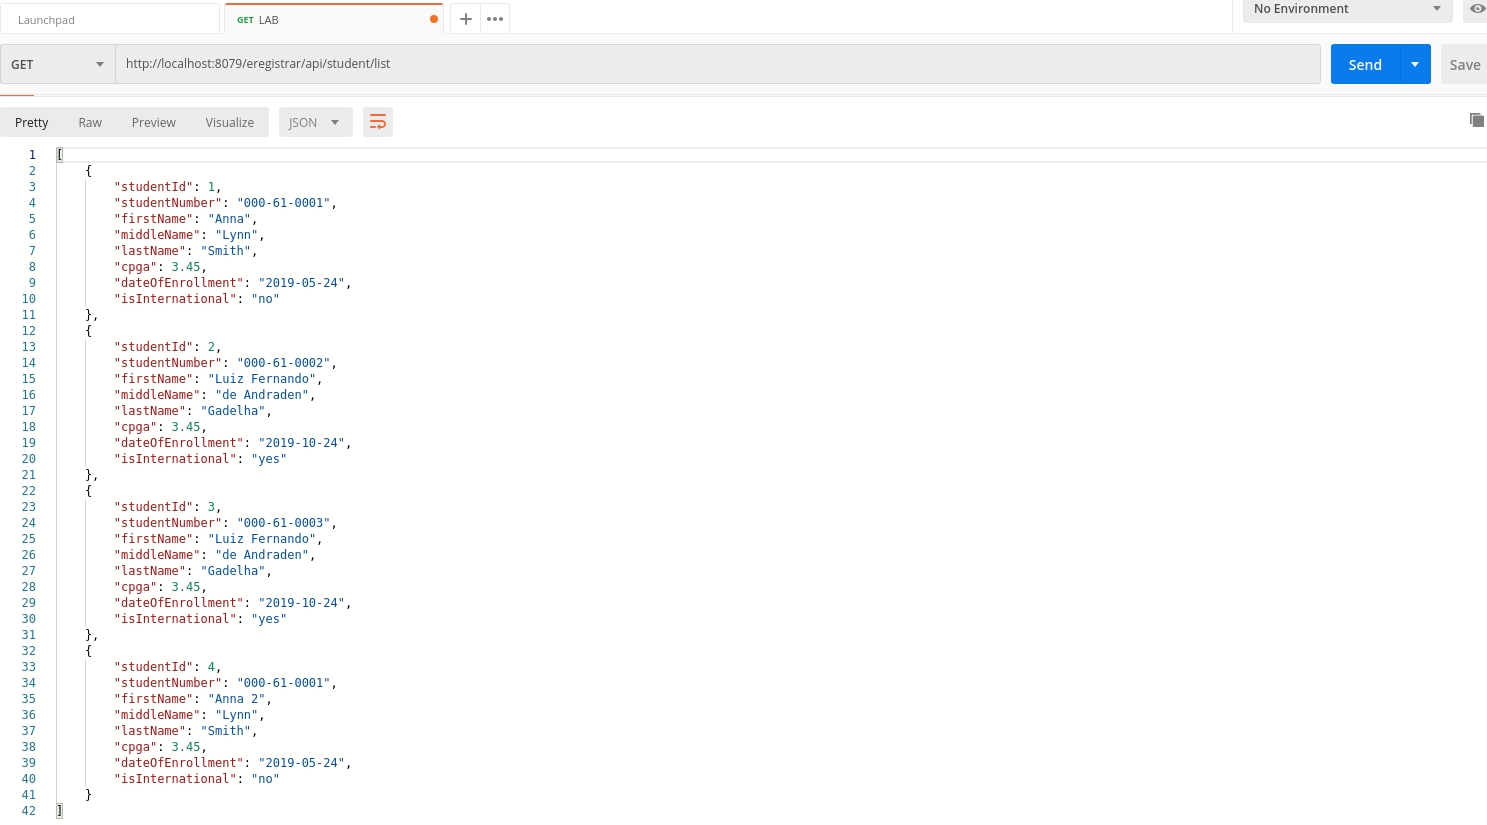 Launchpad
GET LAB
No Environment
GET
http://localhost:8079/eregistrar/api/student/list
Send
Save
Pretty Raw Preview Visualize JSON
1 [
2 {
3 "studentId": 1,
4 "studentNumber": "000-61-0001",
5 "firstName": "Anna",
6 "middleName": "Lynn",
7 "lastName": "Smith",
8 "cpga": 3.45,
9 "dateOfEnrollment": "2019-05-24",
10 "isInternational": "no"
11 },
12 {
13 "studentId": 2,
14 "studentNumber": "000-61-0002",
15 "firstName": "Luiz Fernando",
16 "middleName": "de Andraden",
17 "lastName": "Gadelha",
18 "cpga": 3.45,
19 "dateOfEnrollment": "2019-10-24",
20 "isInternational": "yes"
21 },
22 {
23 "studentId": 3,
24 "studentNumber": "000-61-0003",
25 "firstName": "Luiz Fernando",
26 "middleName": "de Andraden",
27 "lastName": "Gadelha",
28 "cpga": 3.45,
29 "dateOfEnrollment": "2019-10-24",
30 "isInternational": "yes"
31 },
32 {
33 "studentId": 4,
34 "studentNumber": "000-61-0001",
35 "firstName": "Anna 2",
36 "middleName": "Lynn",
37 "lastName": "Smith",
38 "cpga": 3.45,
39 "dateOfEnrollment": "2019-05-24",
40 "isInternational": "no"
41 }
42 ]